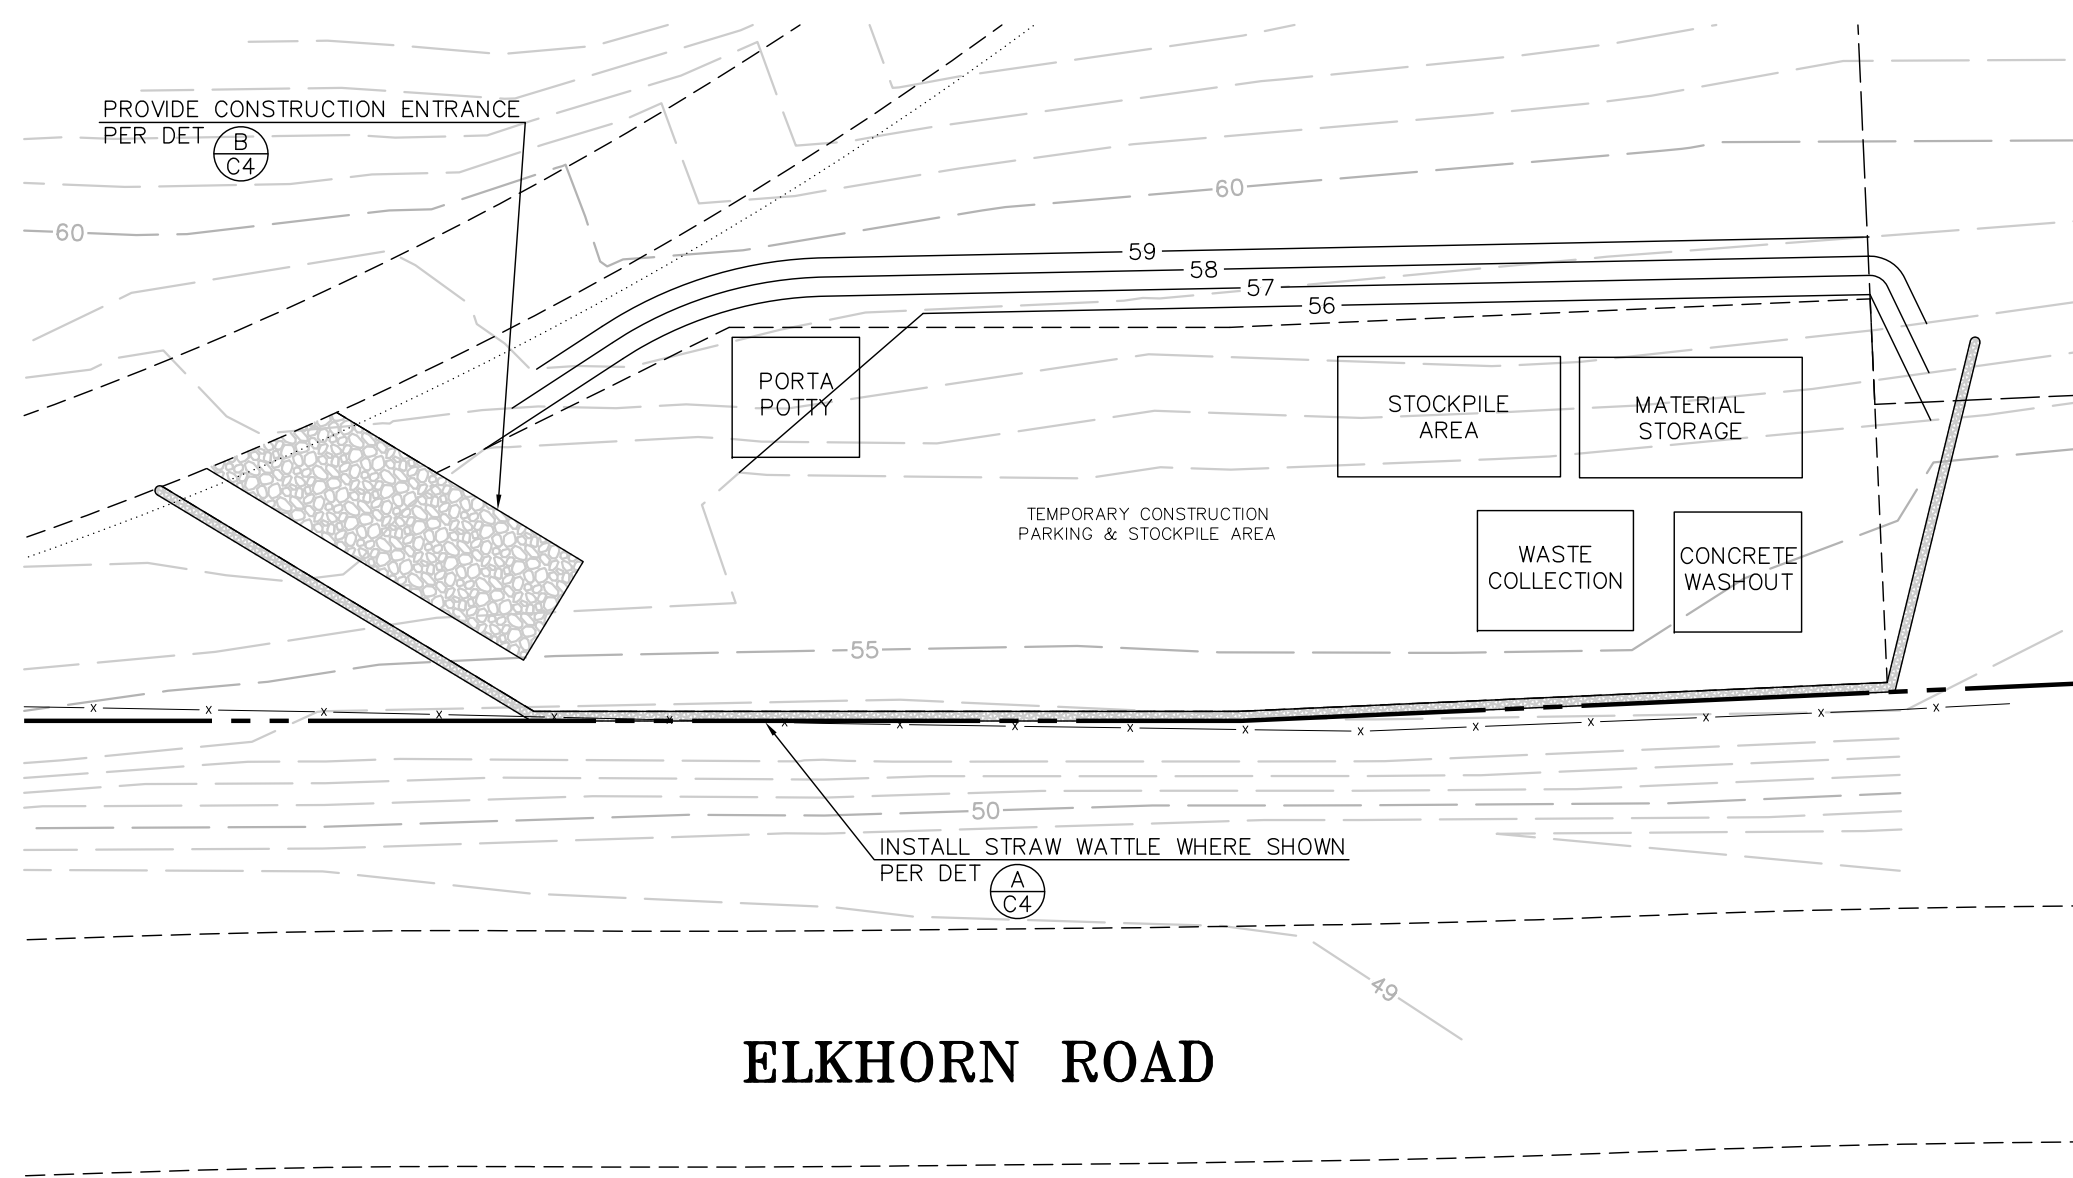 PROVIDE CONSTRUCTION ENTRANCE
PER DET
B
C4
60
60
59
58
57
56
PORTA
POTTY
STOCKPILE
AREA
MATERIAL
STORAGE
TEMPORARY CONSTRUCTION
PARKING & STOCKPILE AREA
WASTE
COLLECTION
CONCRETE
WASHOUT
55
50
INSTALL STRAW WATTLE WHERE SHOWN
PER DET
A
C4
49
ELKHORN ROAD